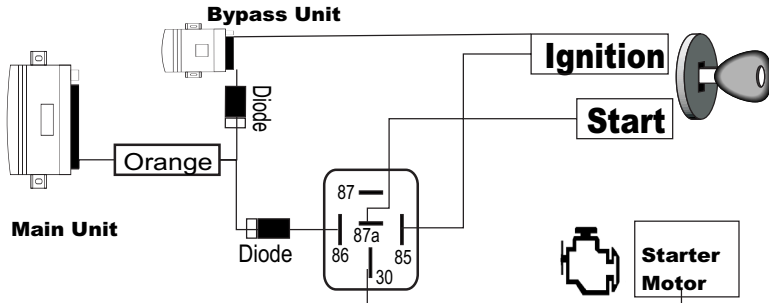 Bypass Unit
Ignition
Diode
Start
Orange
87
Main Unit
87a
86
85
Diode
30
Starter
Motor